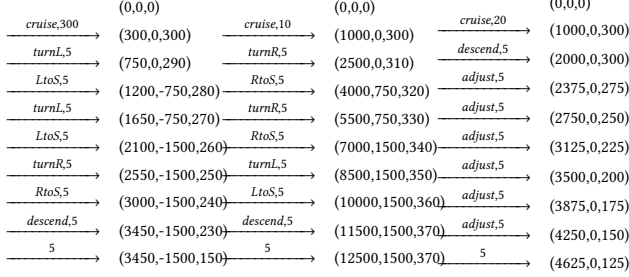 (0,0,0)
cruise,300 (300,0,300)
turnL,5 (750,0,290)
LtoS,5 (1200,-750,280)
turnL,5 (1650,-750,270)
LtoS,5 (2100,-1500,260)
turnR,5 (2550,-1500,250)
RtoS,5 (3000,-1500,240)
descend,5 (3450,-1500,230)
5 (3450,-1500,150)
(0,0,0)
cruise,10 (1000,0,300)
turnR,5 (2500,0,310)
RtoS,5 (4000,750,320)
turnR,5 (5500,750,330)
RtoS,5 (7000,1500,340)
turnL,5 (8500,1500,350)
LtoS,5 (10000,1500,360)
descend,5 (11500,1500,370)
5 (12500,1500,370)
(0,0,0)
cruise,20 (1000,0,300)
descend,5 (2000,0,300)
adjust,5 (2375,0,275)
adjust,5 (2750,0,250)
adjust,5 (3125,0,225)
adjust,5 (3500,0,200)
adjust,5 (3875,0,175)
adjust,5 (4250,0,150)
5 (4625,0,125)